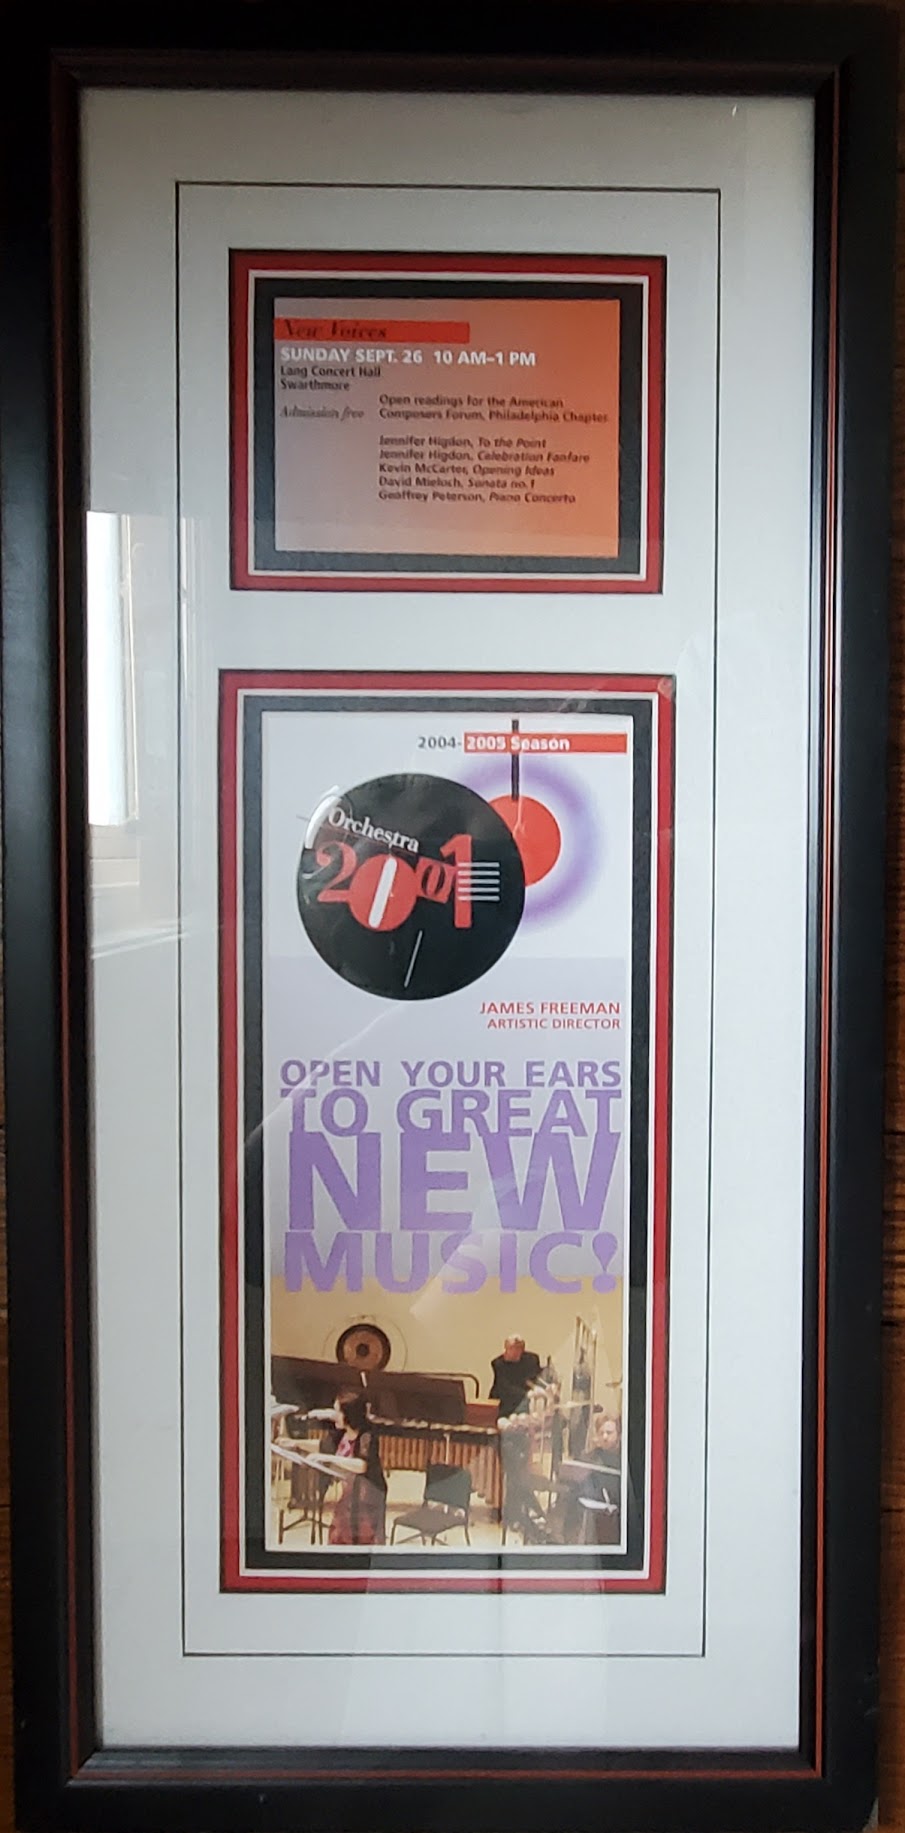 New Voices
SUNDAY SEPT. 26 10 AM–1 PM
Lang Concert Hall
Swarthmore
Admission free
Open readings for the American
Composers Forum, Philadelphia Chapter
Jennifer Higdon, To the Point
Jennifer Higdon, Celebration Fanfare
Kevin McCarter, Opening Ideas
David Mieloch, Sonata no. 1
Geoffrey Peterson, Piano Concerto
2004-2005 Season
Orchestra
2001
JAMES FREEMAN
ARTISTIC DIRECTOR
OPEN YOUR EARS
TO GREAT
NEW
MUSIC!